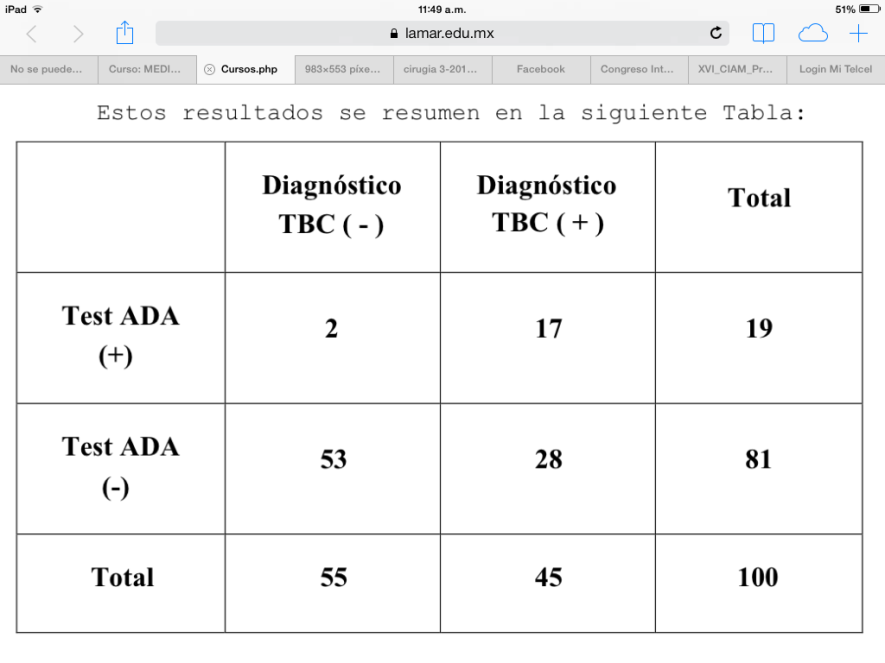 iPad 11:49 a.m. 51%
lamar.edu.mx
No se puede... Curso: MEDI... Cursos.php 983×553 píxe... cirugia 3-201... Facebook Congreso Int... XVI_CIAM_Pr... Login Mi Telcel
Estos resultados se resumen en la siguiente Tabla:
Diagnóstico TBC ( - ) Diagnóstico TBC ( + ) Total
Test ADA (+) 2 17 19
Test ADA (-) 53 28 81
Total 55 45 100